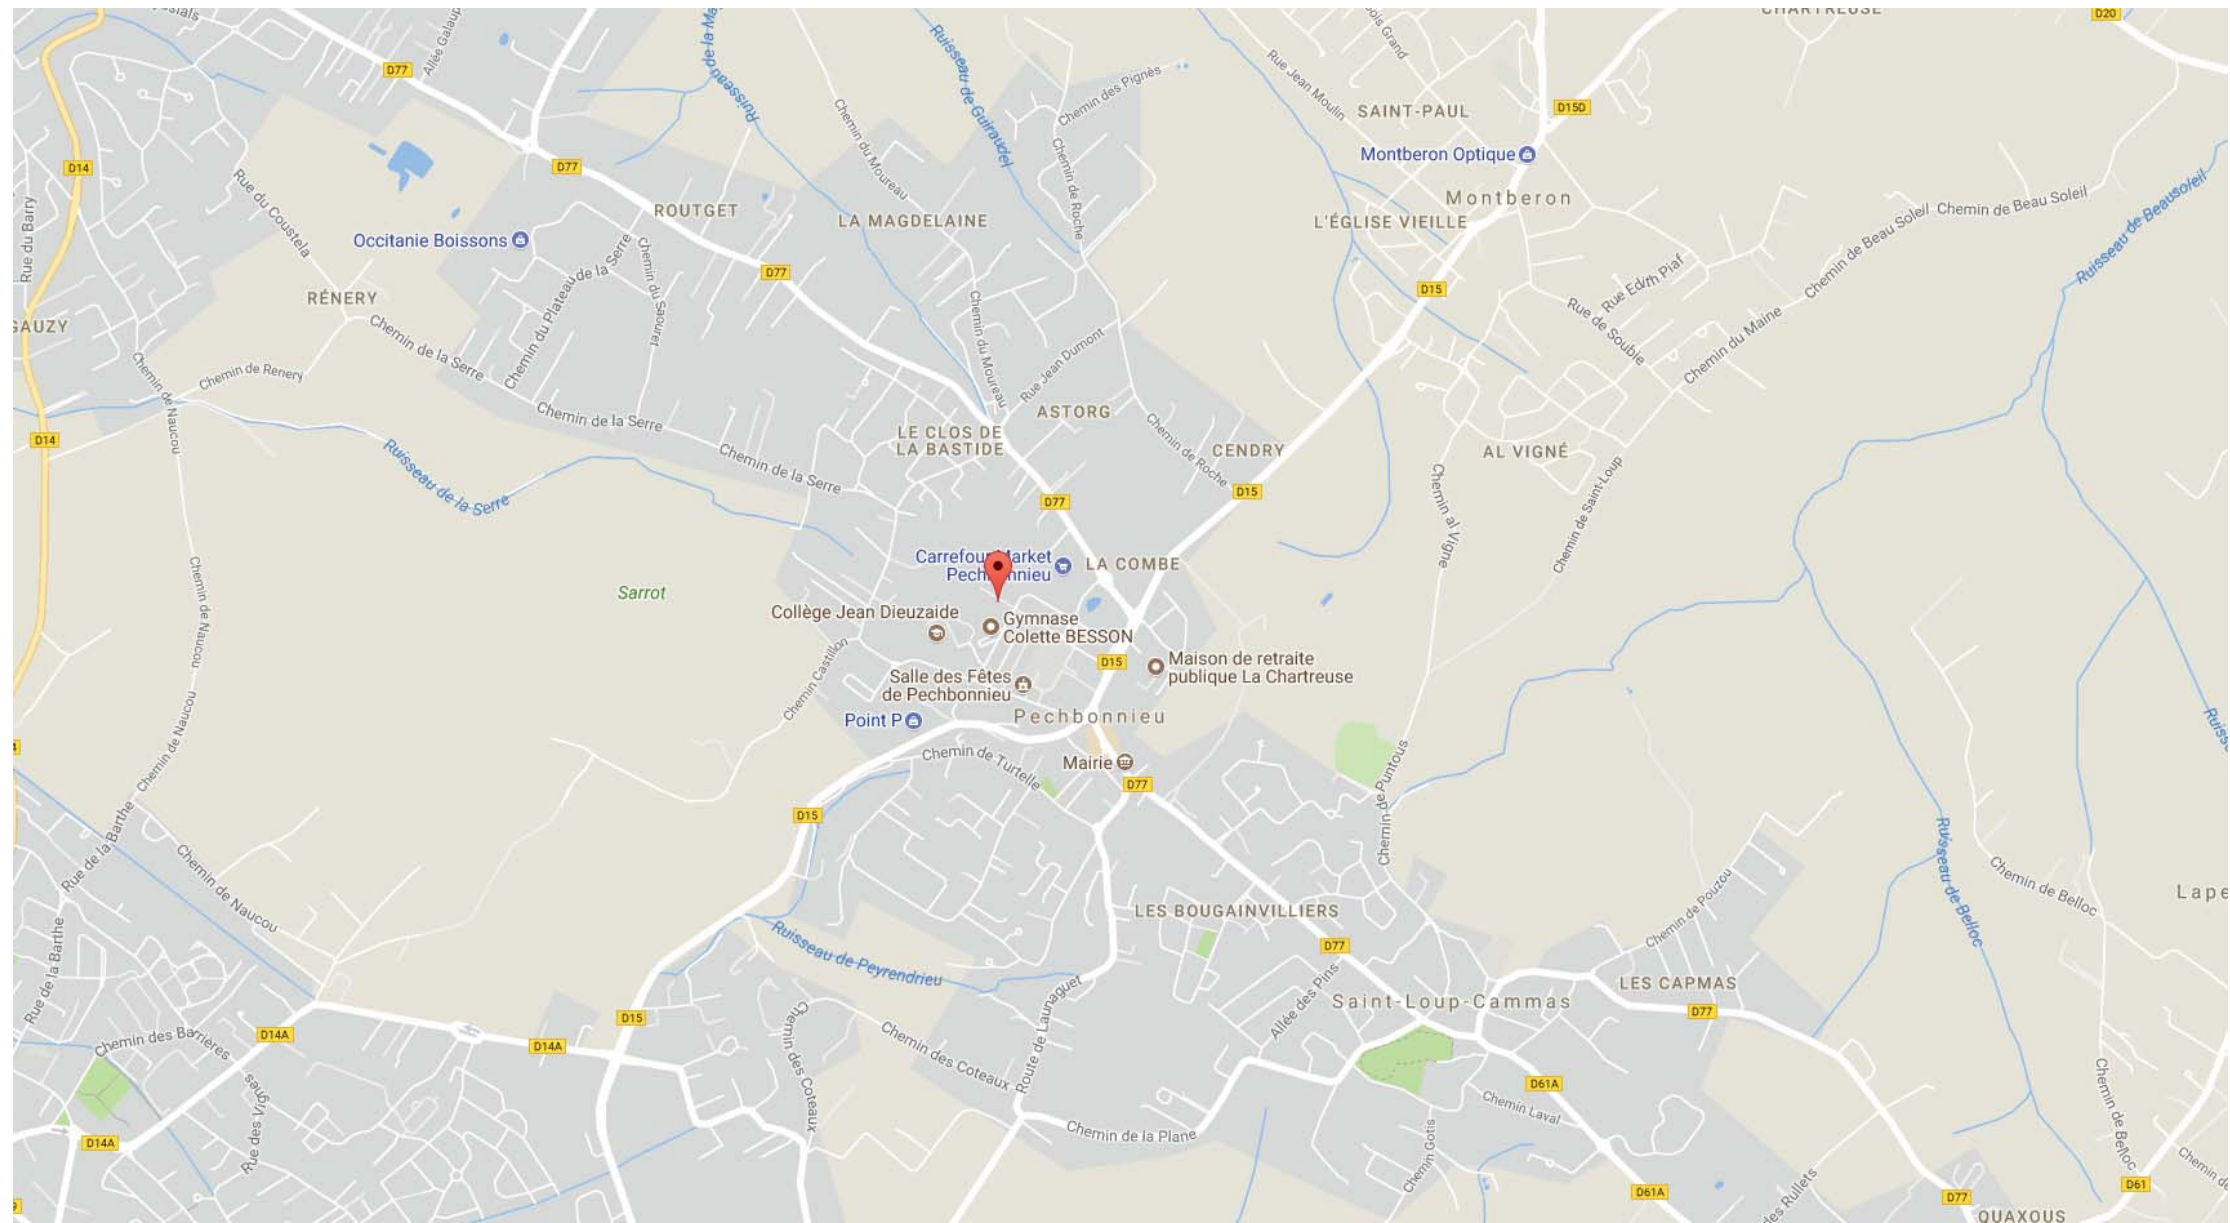 D20
D77
Allée Galaup
Ruisseau de Guiraudel
Rue Jean Moulin
Chemin des Pignès
Chemin du Moureau
SAINT-PAUL
D15D
D14
D77
Montberon Optique
Chemin de Roche
Rue du Coustela
ROUTGET
LA MAGDELAINE
Montberon
L'ÉGLISE VIEILLE
Chemin de Beau Soleil
Chemin de Beau Soleil
Ruisseau de Beausoleil
Rue du Barry
Occitanie Boissons
Chemin du Plateau de la Serre
Chemin du Saouret
D77
RÉNERY
D15
Rue Edith Piaf
Rue de Souble
Chemin du Maine
Chemin de la Serre
Chemin du Moureau
Rue Jean Dumont
Chemin de Renery
Chemin de Naucou
Chemin de la Serre
ASTORG
LE CLOS DE
LA BASTIDE
Chemin de Roche
CENDRY
AL VIGNÉ
D14
Chemin de la Serre
Ruisseau de la Serre
D77
D15
Chemin al Vigne
Chemin de Saint-Loup
LA COMBE
Sarrot
Collège Jean Dieuzaide
Gymnase
Colette BESSON
Chemin de Naucou
Chemin Castillon
D15
Maison de retraite
publique La Chartreuse
Salle des Fêtes
de Pechbonnieu
Point P
Pechbonnieu
Chemin de Naucou
Chemin de Turtelle
Mairie
D77
Chemin de Puntous
D15
Rue de la Barthe
Chemin de Naucou
Ruisseau de Belloc
Chemin de Belloc
Chemin de Pouzou
LES BOUGAINVILLIERS
Rue de la Barthe
Ruisseau de Peyrendrieu
D77
Allée des Pins
LES CAPMAS
Saint-Loup-Cammas
D77
D15
D14A
D14A
Chemin des Barrières
Chemin des Coteaux
Chemin des Coteaux
Route de Launaguet
Rue des Vignes
D61A
Chemin Laval
Chemin de Belloc
D14A
Chemin de la Plane
Chemin Gotis
D61A
D77
D61
QUAXOUS